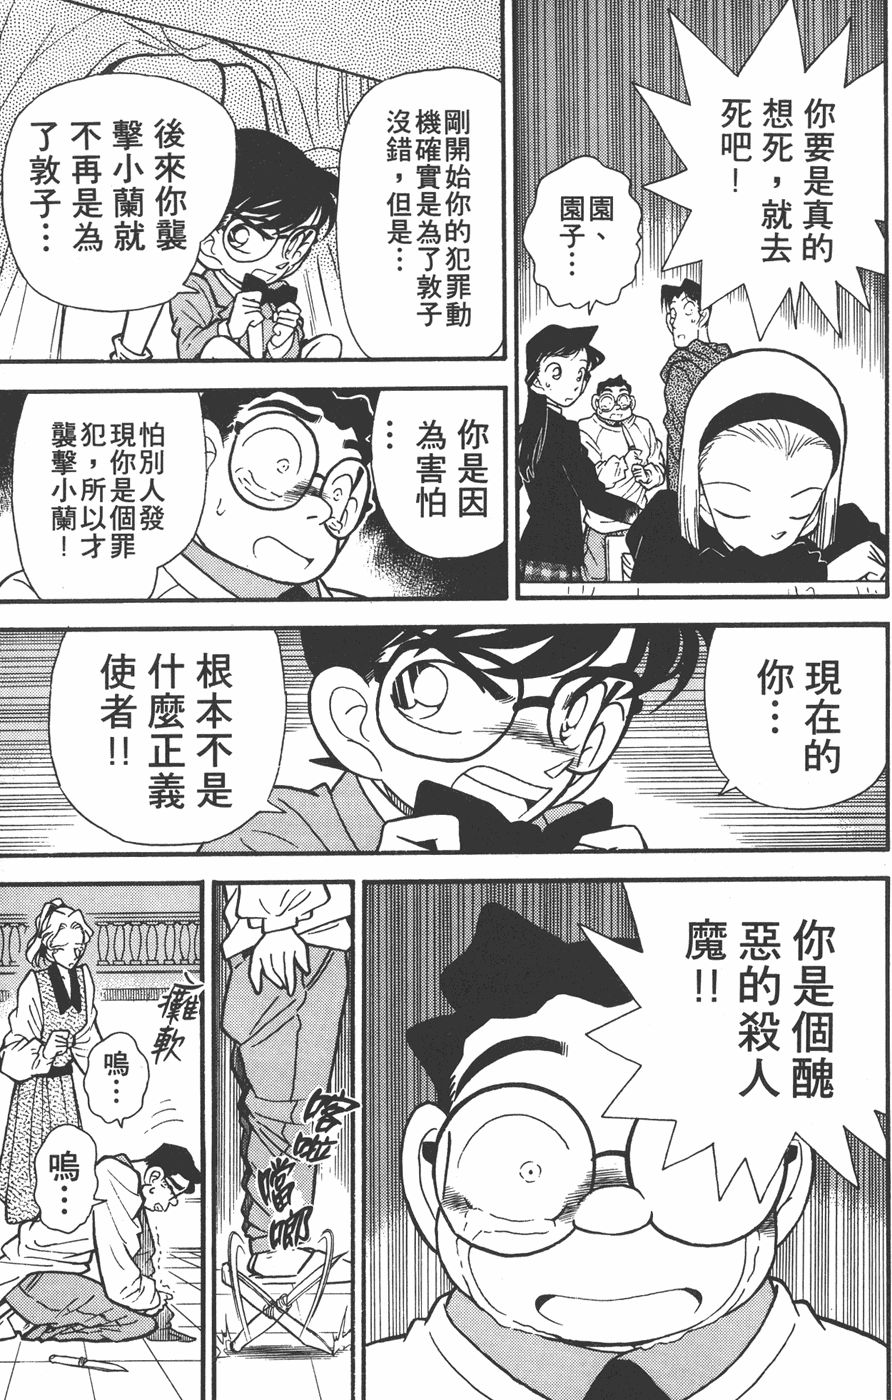 你要是真的
想死，就去
死吧！
園、
園子…
剛開始你的犯罪動
機確實是為了敦子
沒錯，但是…
後來你襲
擊小蘭就
不再是為
了敦子…
你是因
為害怕
…
怕別人發
現你是個罪
犯，所以才
襲擊小蘭！
現在的
你…
根本不是
什麼正義
使者!!
你是個醜
惡的殺人
魔!!
喀啦
噹啷
癱軟
嗚…
嗚…